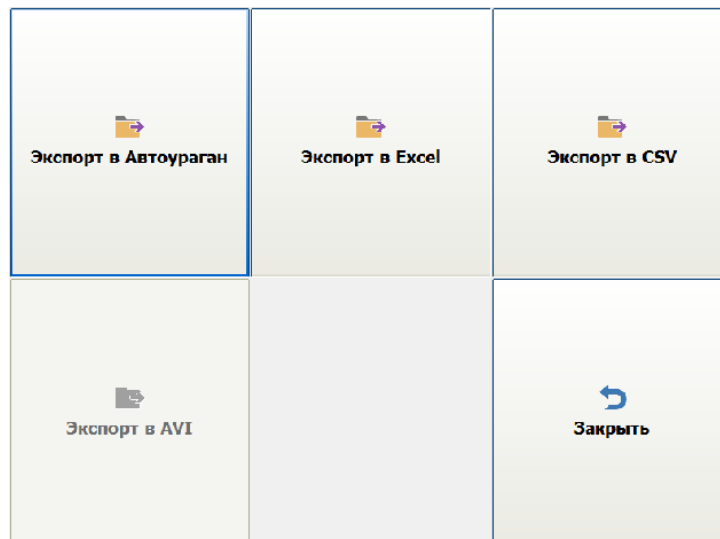 Экспорт в Автоураган
Экспорт в Excel
Экспорт в CSV
Экспорт в AVI
Закрыть